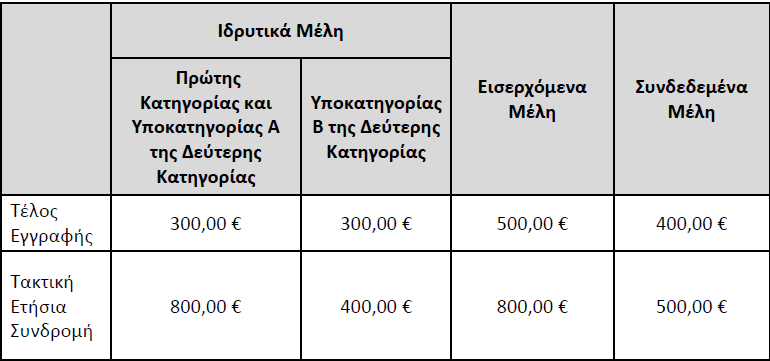 Ιδρυτικά Μέλη
Πρώτης
Κατηγορίας και
Υποκατηγορίας Α
της Δεύτερης
Κατηγορίας
Υποκατηγορίας
Β της Δεύτερης
Κατηγορίας
Εισερχόμενα
Μέλη
Συνδεδεμένα
Μέλη
Τέλος
Εγγραφής
300,00 €
300,00 €
500,00 €
400,00 €
Τακτική
Ετήσια
Συνδρομή
800,00 €
400,00 €
800,00 €
500,00 €